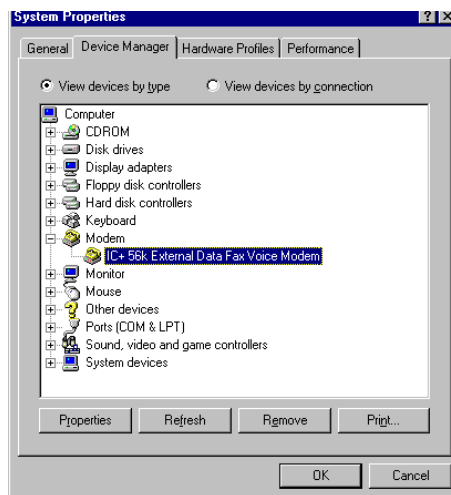 System Properties
General Device Manager Hardware Profiles Performance
View devices by type View devices by connection
Computer
CDROM
Disk drives
Display adapters
Floppy disk controllers
Hard disk controllers
Keyboard
Modem
IC+ 56k External Data Fax Voice Modem
Monitor
Mouse
Other devices
Ports (COM & LPT)
Sound, video and game controllers
System devices
Properties Refresh Remove Print...
OK Cancel